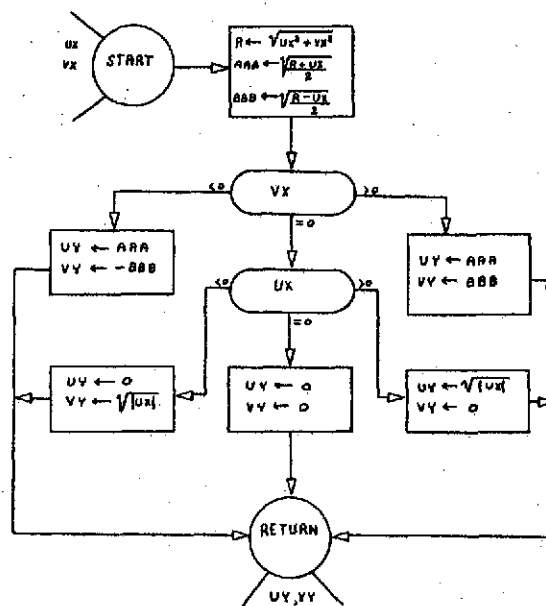 UX
VX
START
R ← √UX² + VX²
AAA ← √R + UX / 2
BBB ← √R - UX / 2
<0
VX
>0
=0
UY ← AAA
VY ← -BBB
UY ← AAA
VY ← BBB
<0
UX
>0
=0
UY ← 0
VY ← √|UX|
UY ← 0
VY ← 0
UY ← √|UX|
VY ← 0
RETURN
UY, VY